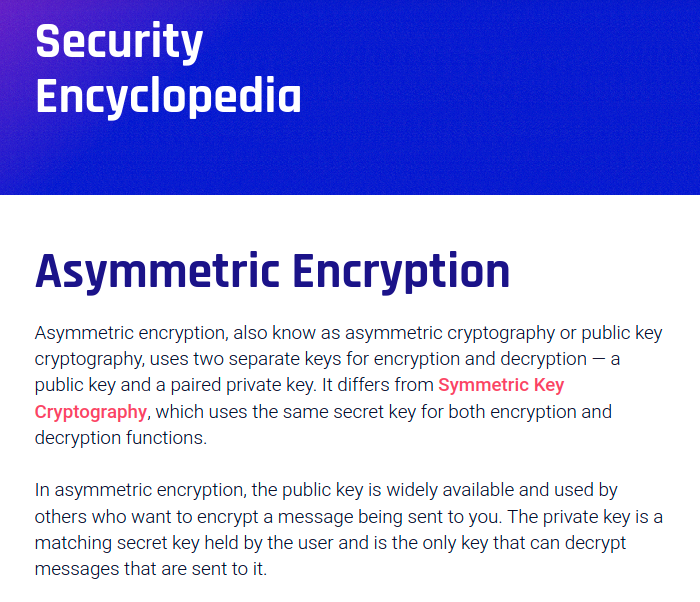 Security
Encyclopedia
Asymmetric Encryption
Asymmetric encryption, also know as asymmetric cryptography or public key
cryptography, uses two separate keys for encryption and decryption — a
public key and a paired private key. It differs from Symmetric Key
Cryptography, which uses the same secret key for both encryption and
decryption functions.
In asymmetric encryption, the public key is widely available and used by
others who want to encrypt a message being sent to you. The private key is a
matching secret key held by the user and is the only key that can decrypt
messages that are sent to it.